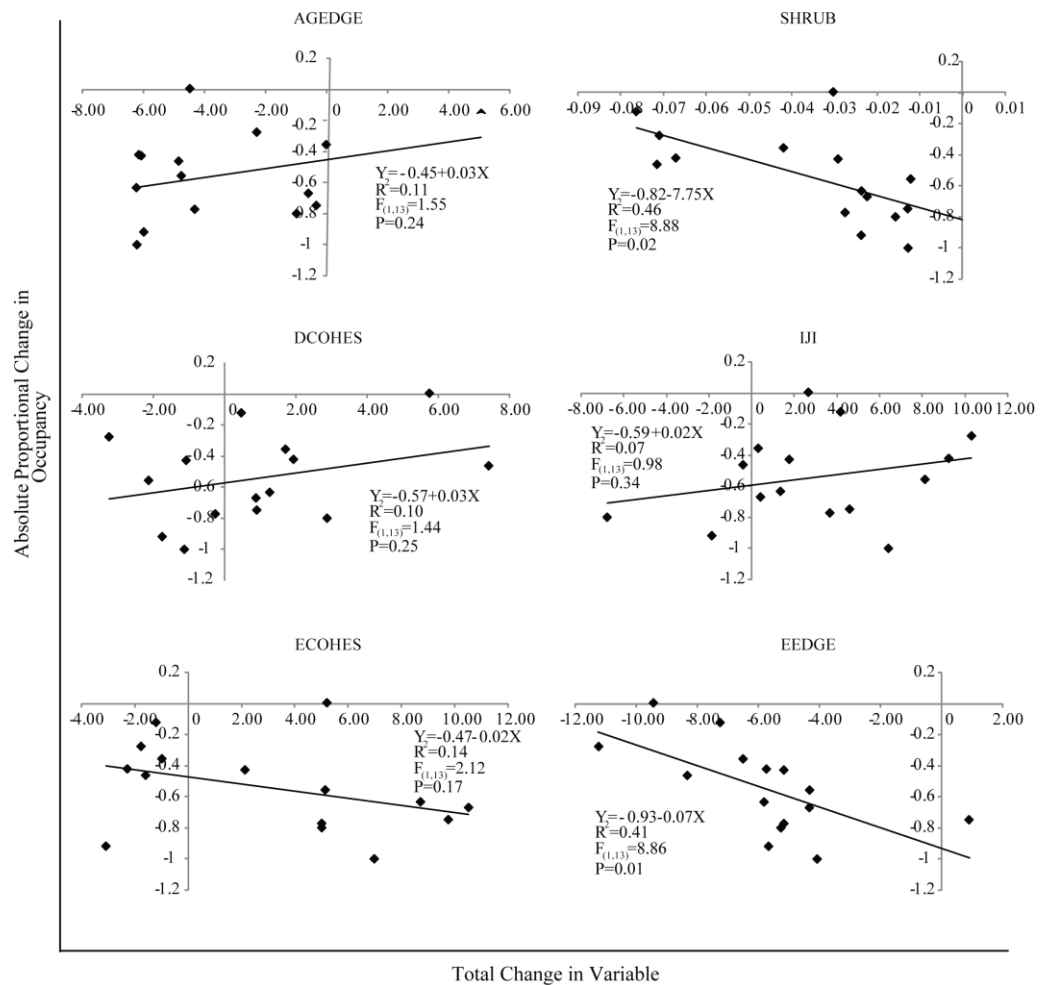 AGEDGE
0.2
-8.00 -6.00 -4.00 -2.00 0 2.00 4.00 6.00
-0.2
-0.4
-0.6
-0.8
-1
-1.2
Y=-0.45+0.03X
R²=0.11
F(1,13)=1.55
P=0.24
SHRUB
0.2
-0.09 -0.08 -0.07 -0.06 -0.05 -0.04 -0.03 -0.02 -0.01 0 0.01
-0.2
-0.4
-0.6
-0.8
-1
-1.2
Y=-0.82-7.75X
R²=0.46
F(1,13)=8.88
P=0.02
Absolute Proportional Change in
Occupancy
DCOHES
0.2
-4.00 -2.00 0 2.00 4.00 6.00 8.00
-0.2
-0.4
-0.6
-0.8
-1
-1.2
Y=-0.57+0.03X
R²=0.10
F(1,13)=1.44
P=0.25
IJI
0.2
-8.00 -6.00 -4.00 -2.00 0 2.00 4.00 6.00 8.00 10.00 12.00
-0.2
-0.4
-0.6
-0.8
-1
-1.2
Y=-0.59+0.02X
R²=0.07
F(1,13)=0.98
P=0.34
ECOHES
0.2
-4.00 -2.00 0 2.00 4.00 6.00 8.00 10.00 12.00
-0.2
-0.4
-0.6
-0.8
-1
-1.2
Y=-0.47-0.02X
R²=0.14
F(1,13)=2.12
P=0.17
EEDGE
0.2
-12.00 -10.00 -8.00 -6.00 -4.00 -2.00 0 2.00
-0.2
-0.4
-0.6
-0.8
-1
-1.2
Y=-0.93-0.07X
R²=0.41
F(1,13)=8.86
P=0.01
Total Change in Variable